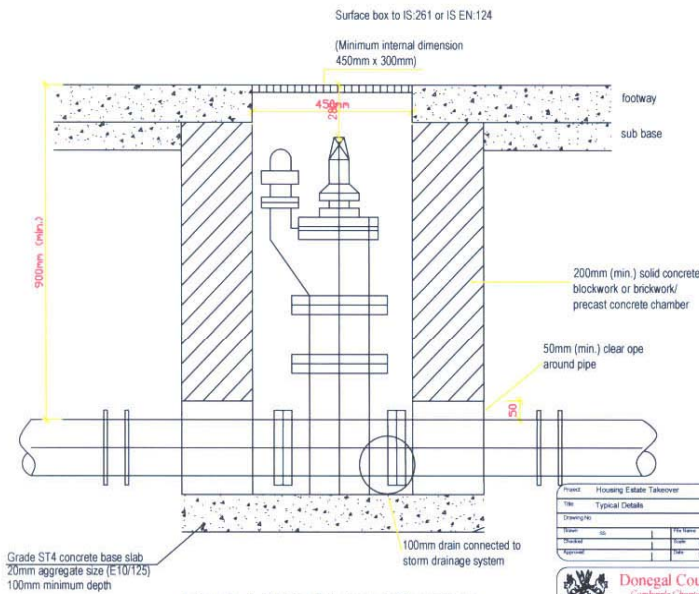 Surface box to IS:261 or IS EN:124
(Minimum internal dimension
450mm x 300mm)
footway
450mm
sub base
900mm (min.)
200mm (min.) solid concrete
blockwork or brickwork/
precast concrete chamber
50mm (min.) clear ope
around pipe
50
Project Housing Estate Takeover
Title Typical Details
Drawing No
Drawn
File Name
Checked
Scale
Approved
Date
100mm drain connected to
storm drainage system
Grade ST4 concrete base slab
20mm aggregate size (E10/125)
100mm minimum depth
Donegal Cou